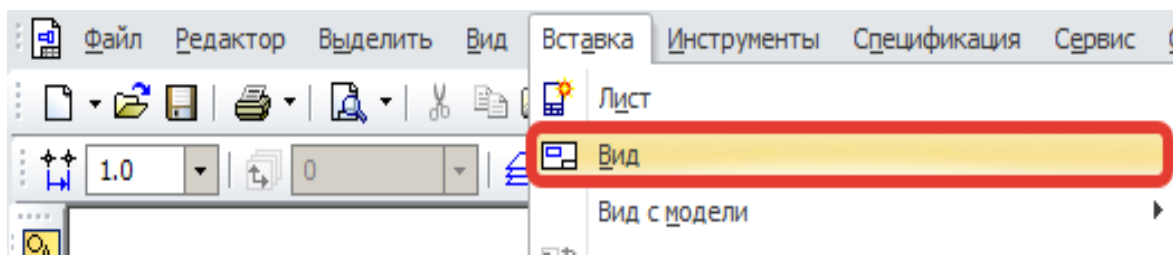 Файл Редактор Выделить Вид Вставка Инструменты Спецификация Сервис
Лист
Вид
1.0 0
Вид с модели